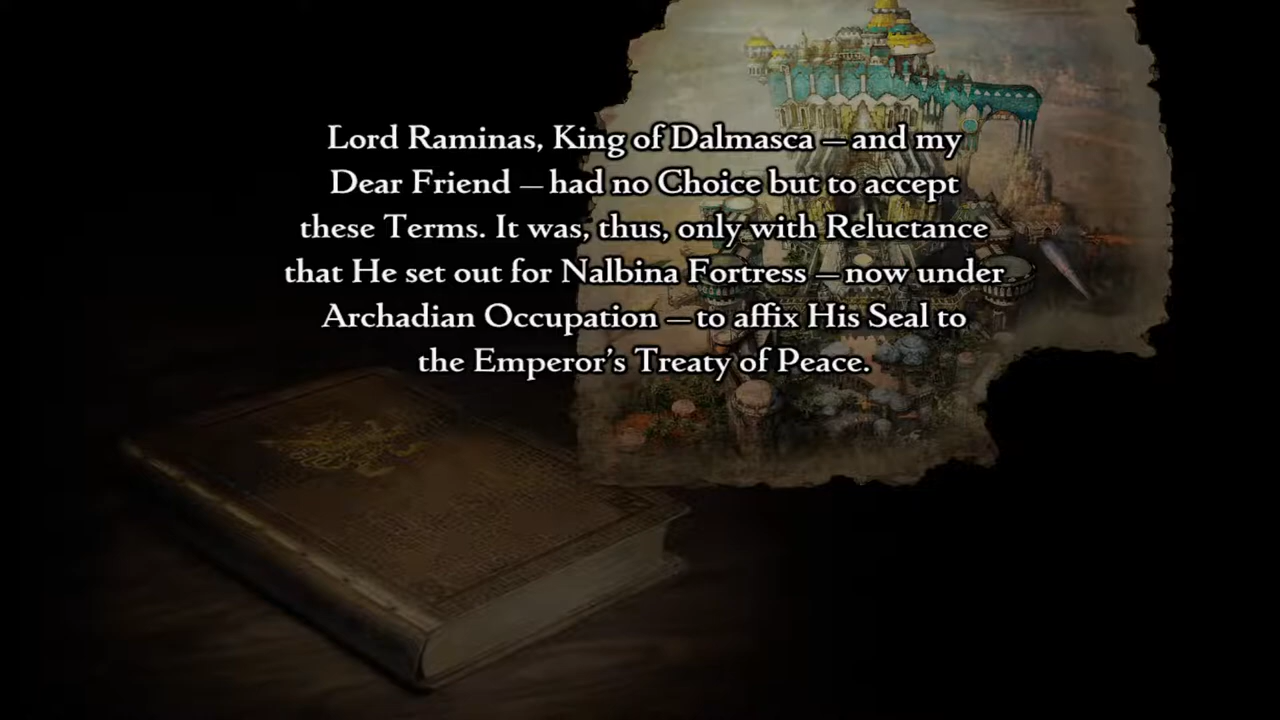 Lord Raminas, King of Dalmasca — and my
Dear Friend — had no Choice but to accept
these Terms. It was, thus, only with Reluctance
that He set out for Nalbina Fortress — now under
Archadian Occupation — to affix His Seal to
the Emperor's Treaty of Peace.